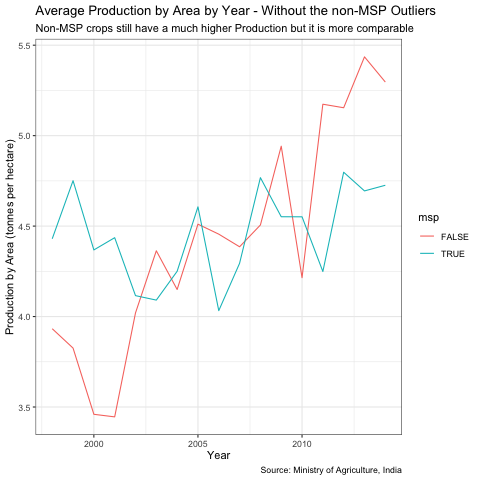 Average Production by Area by Year - Without the non-MSP Outliers
Non-MSP crops still have a much higher Production but it is more comparable
Production by Area (tonnes per hectare)
5.5
5.0
4.5
4.0
3.5
2000
2005
2010
Year
msp
FALSE
TRUE
Source: Ministry of Agriculture, India